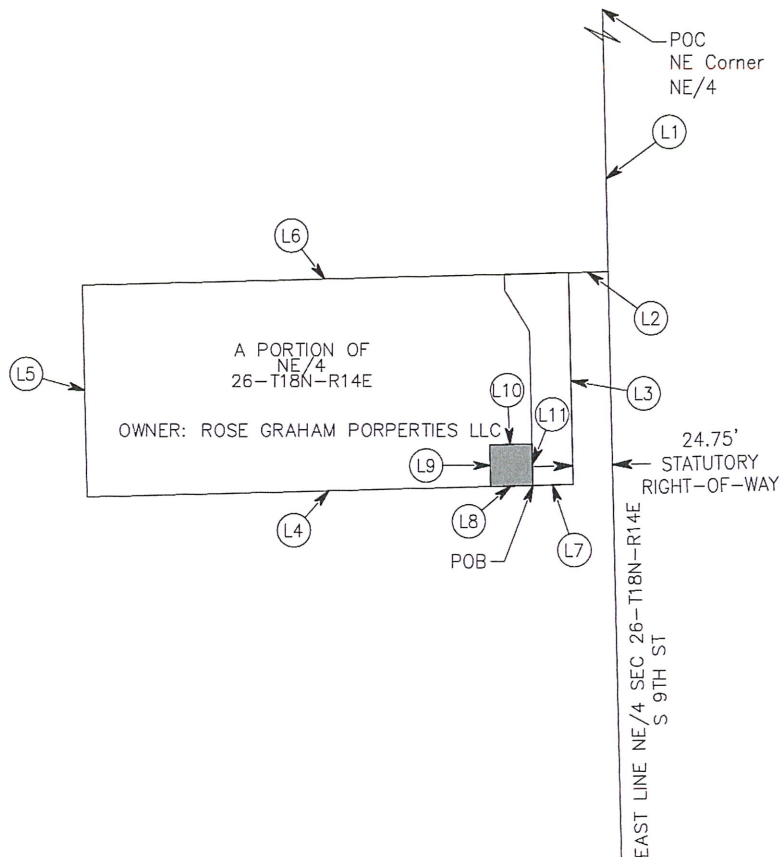 POC
NE Corner
NE/4
L1
L6
L2
A PORTION OF
NE/4
26-T18N-R14E
L5
L3
L10
OWNER: ROSE GRAHAM PORPERTIES LLC
L11
24.75'
STATUTORY
RIGHT-OF-WAY
L9
L8
L4
L7
POB
EAST LINE NE/4 SEC 26-T18N-R14E
S 9TH ST